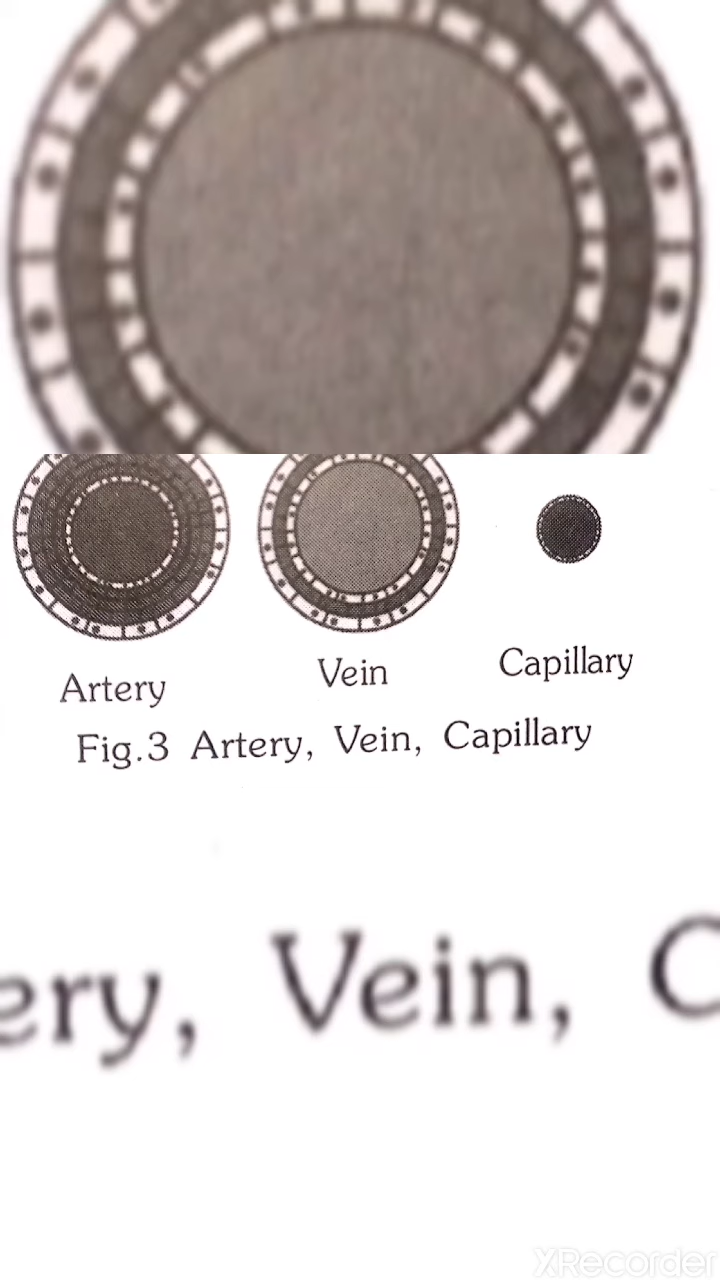 Artery Vein Capillary
Fig.3 Artery, Vein, Capillary
ery, Vein, C
XRecorder